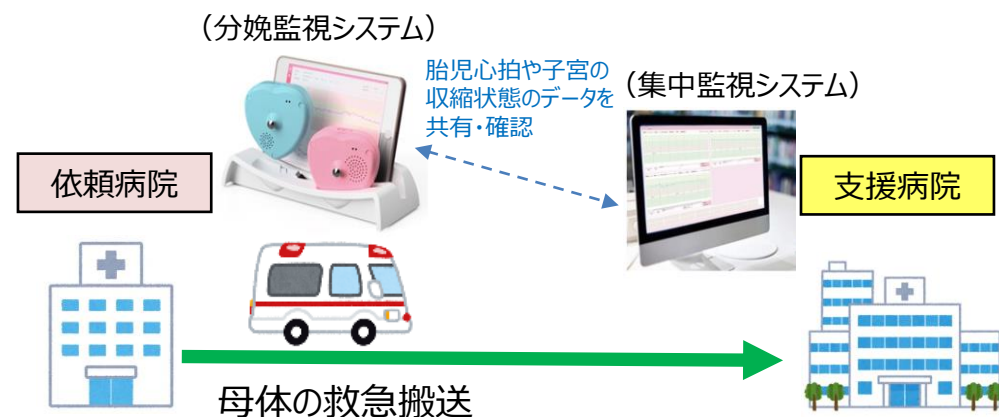 （分娩監視システム）
胎児心拍や子宮の
収縮状態のデータを
共有・確認
（集中監視システム）
依頼病院
支援病院
母体の救急搬送